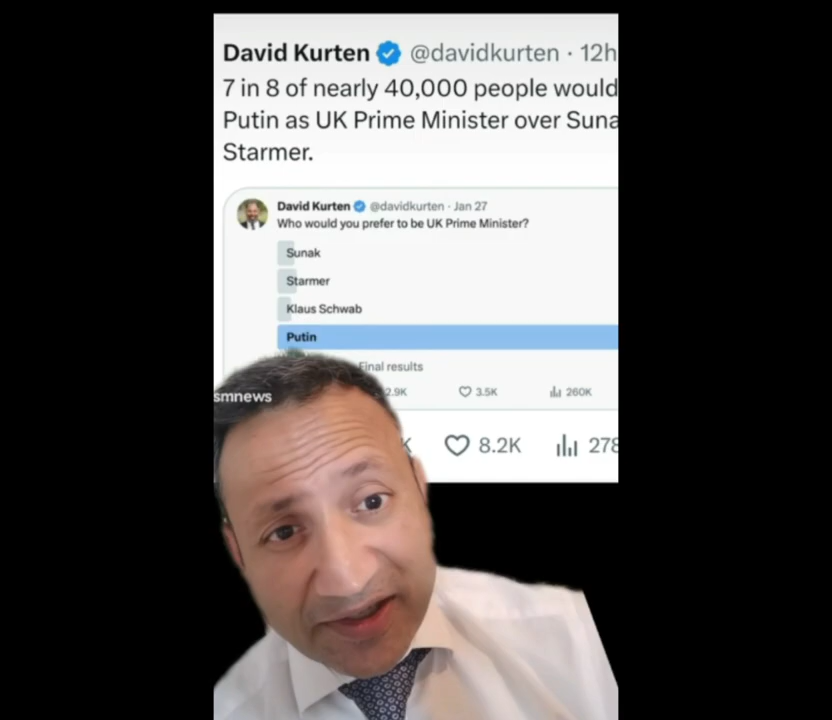 David Kurten @davidkurten · 12h
7 in 8 of nearly 40,000 people would
Putin as UK Prime Minister over
Starmer.
David Kurten @davidkurten · Jan 27
Who would you prefer to be UK Prime Minister?
Sunak
Starmer
Klaus Schwab
Putin
Final results
2.9K 3.5K 260K
smnews
K 8.2K 278